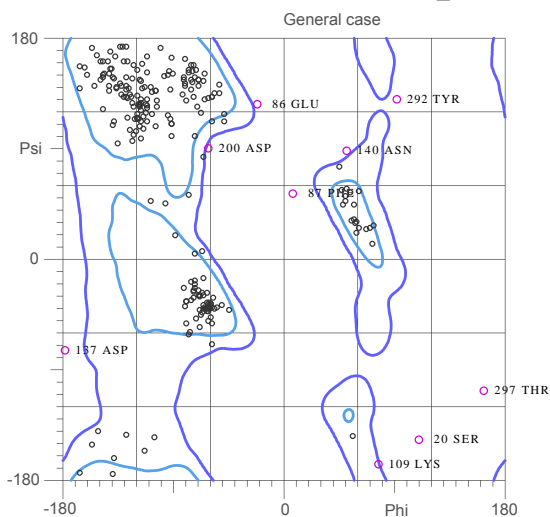 General case
180
292 TYR
86 GLU
Psi
200 ASP
140 ASN
87 PHE
0
137 ASP
297 THR
20 SER
109 LYS
-180
-180
0
Phi
180